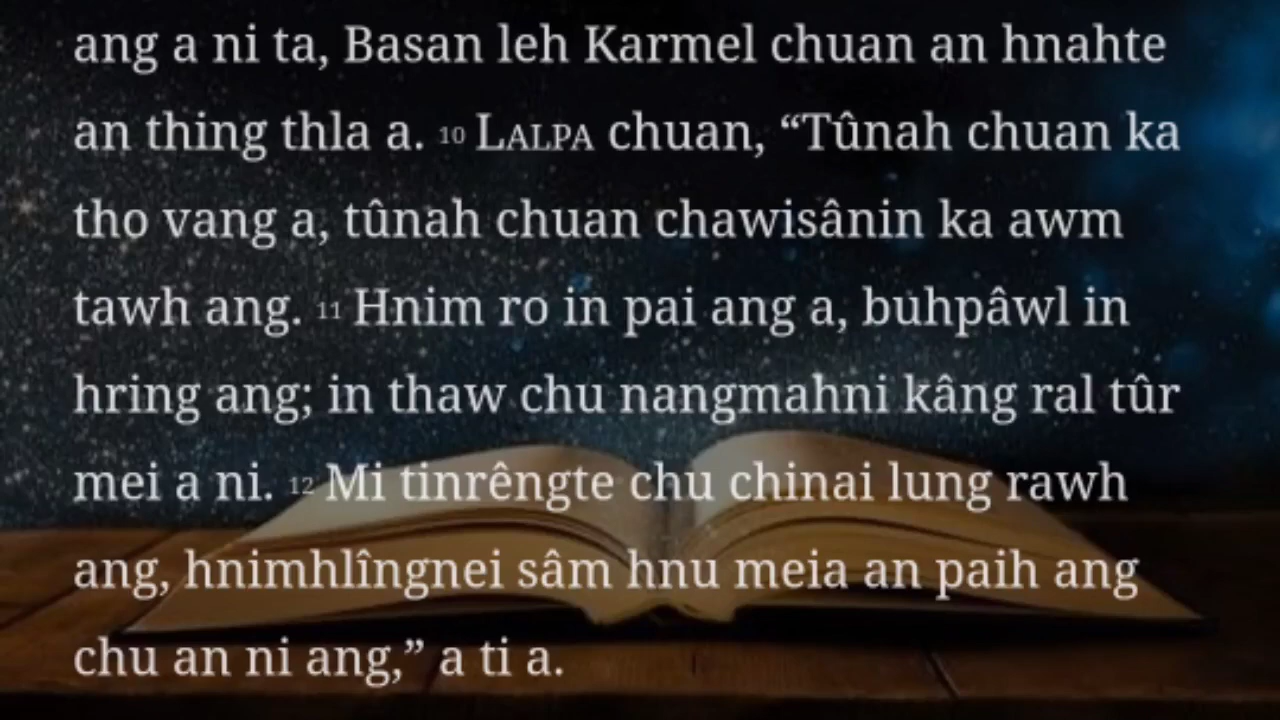 ang a ni ta, Basan leh Karmel chuan an hnahte
an thing thla a. 10 LALPA chuan, “Tûnah chuan ka
tho vang a, tûnah chuan chawisânin ka awm
tawh ang. 11 Hnim ro in pai ang a, buhpâwl in
hring ang; in thaw chu nangmahni kâng ral tûr
mei a ni. 12 Mi tinrêngte chu chinai lung rawh
ang, hnimhlîngnei sâm hnu meia an paih ang
chu an ni ang,” a ti a.